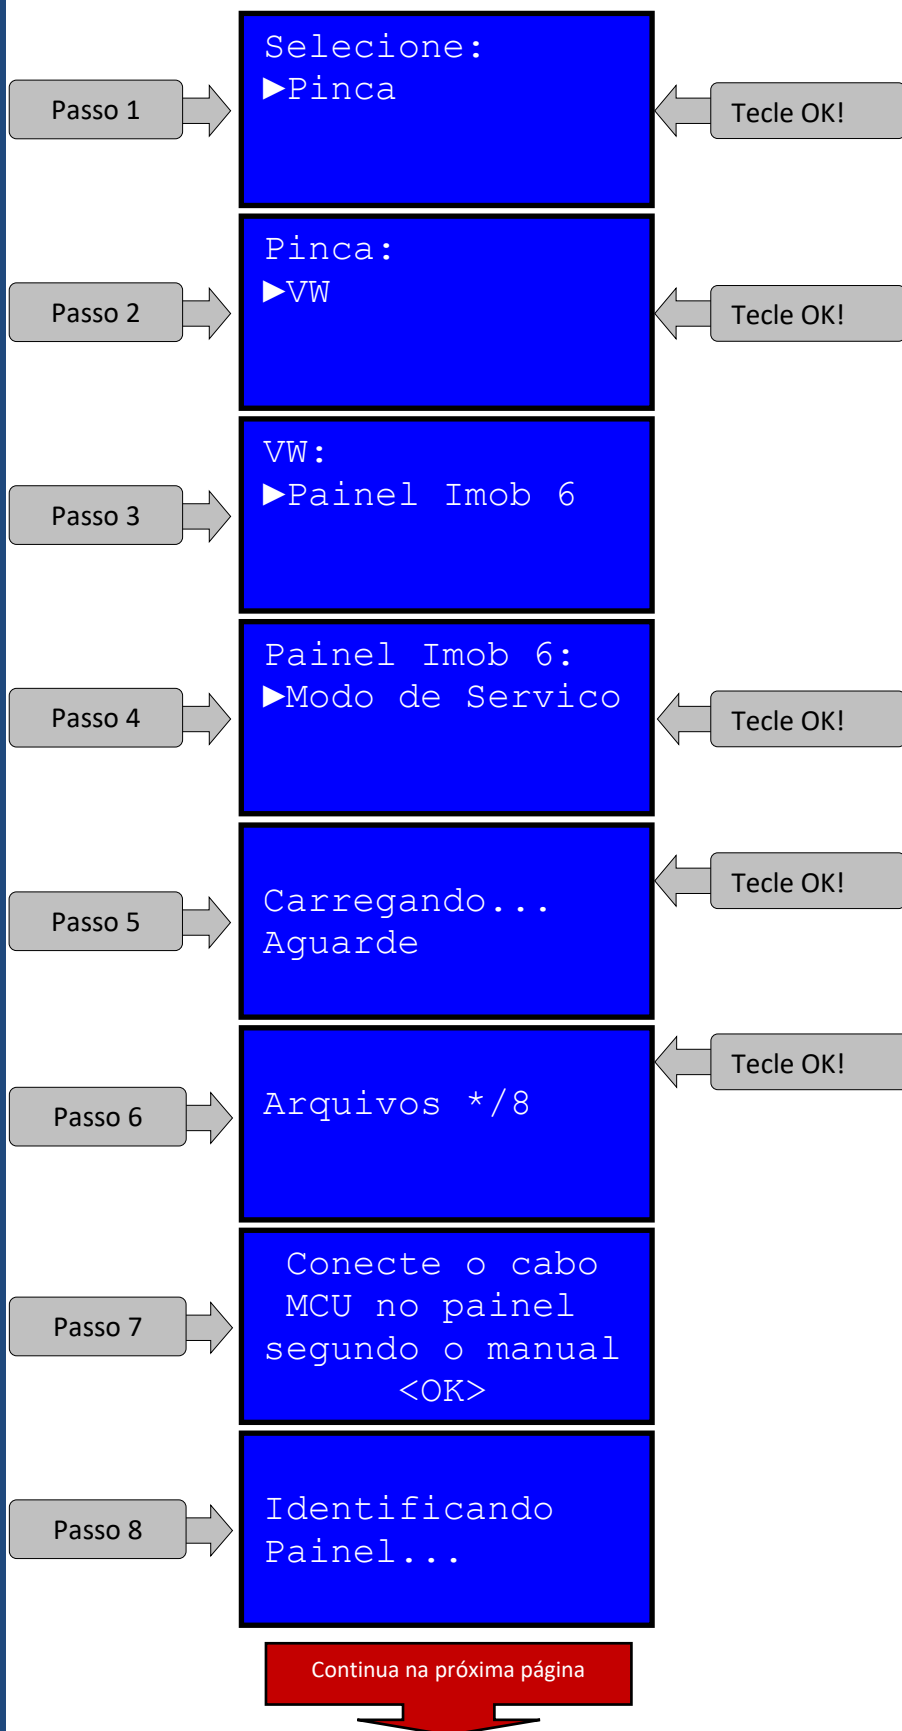 Passo 1
Selecione:
►Pinca
Tecle OK!
Passo 2
Pinca:
►VW
Tecle OK!
Passo 3
VW:
►Painel Imob 6
Passo 4
Painel Imob 6:
►Modo de Servico
Tecle OK!
Passo 5
Carregando...
Aguarde
Tecle OK!
Passo 6
Arquivos */8
Tecle OK!
Passo 7
Conecte o cabo
MCU no painel
segundo o manual
<OK>
Passo 8
Identificando
Painel...
Continua na próxima página